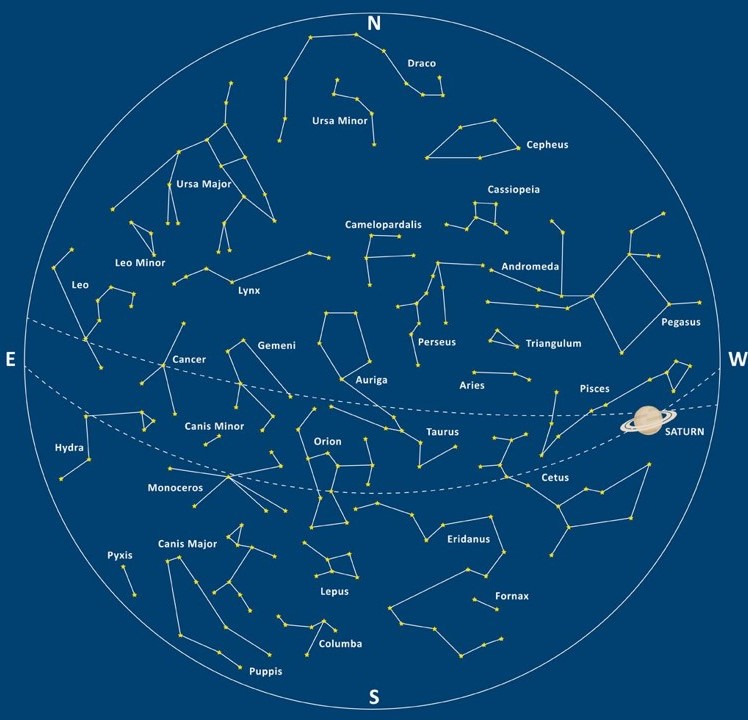 N
Draco
Ursa Minor
Cepheus
Ursa Major
Cassiopeia
Camelopardalis
Leo Minor
Andromeda
Leo
Lynx
Pegasus
Perseus
Triangulum
Gemeni
E
Cancer
W
Auriga
Aries
Pisces
Canis Minor
Taurus
SATURN
Orion
Hydra
Cetus
Monoceros
Eridanus
Canis Major
Pyxis
Lepus
Fornax
Columba
Puppis
S